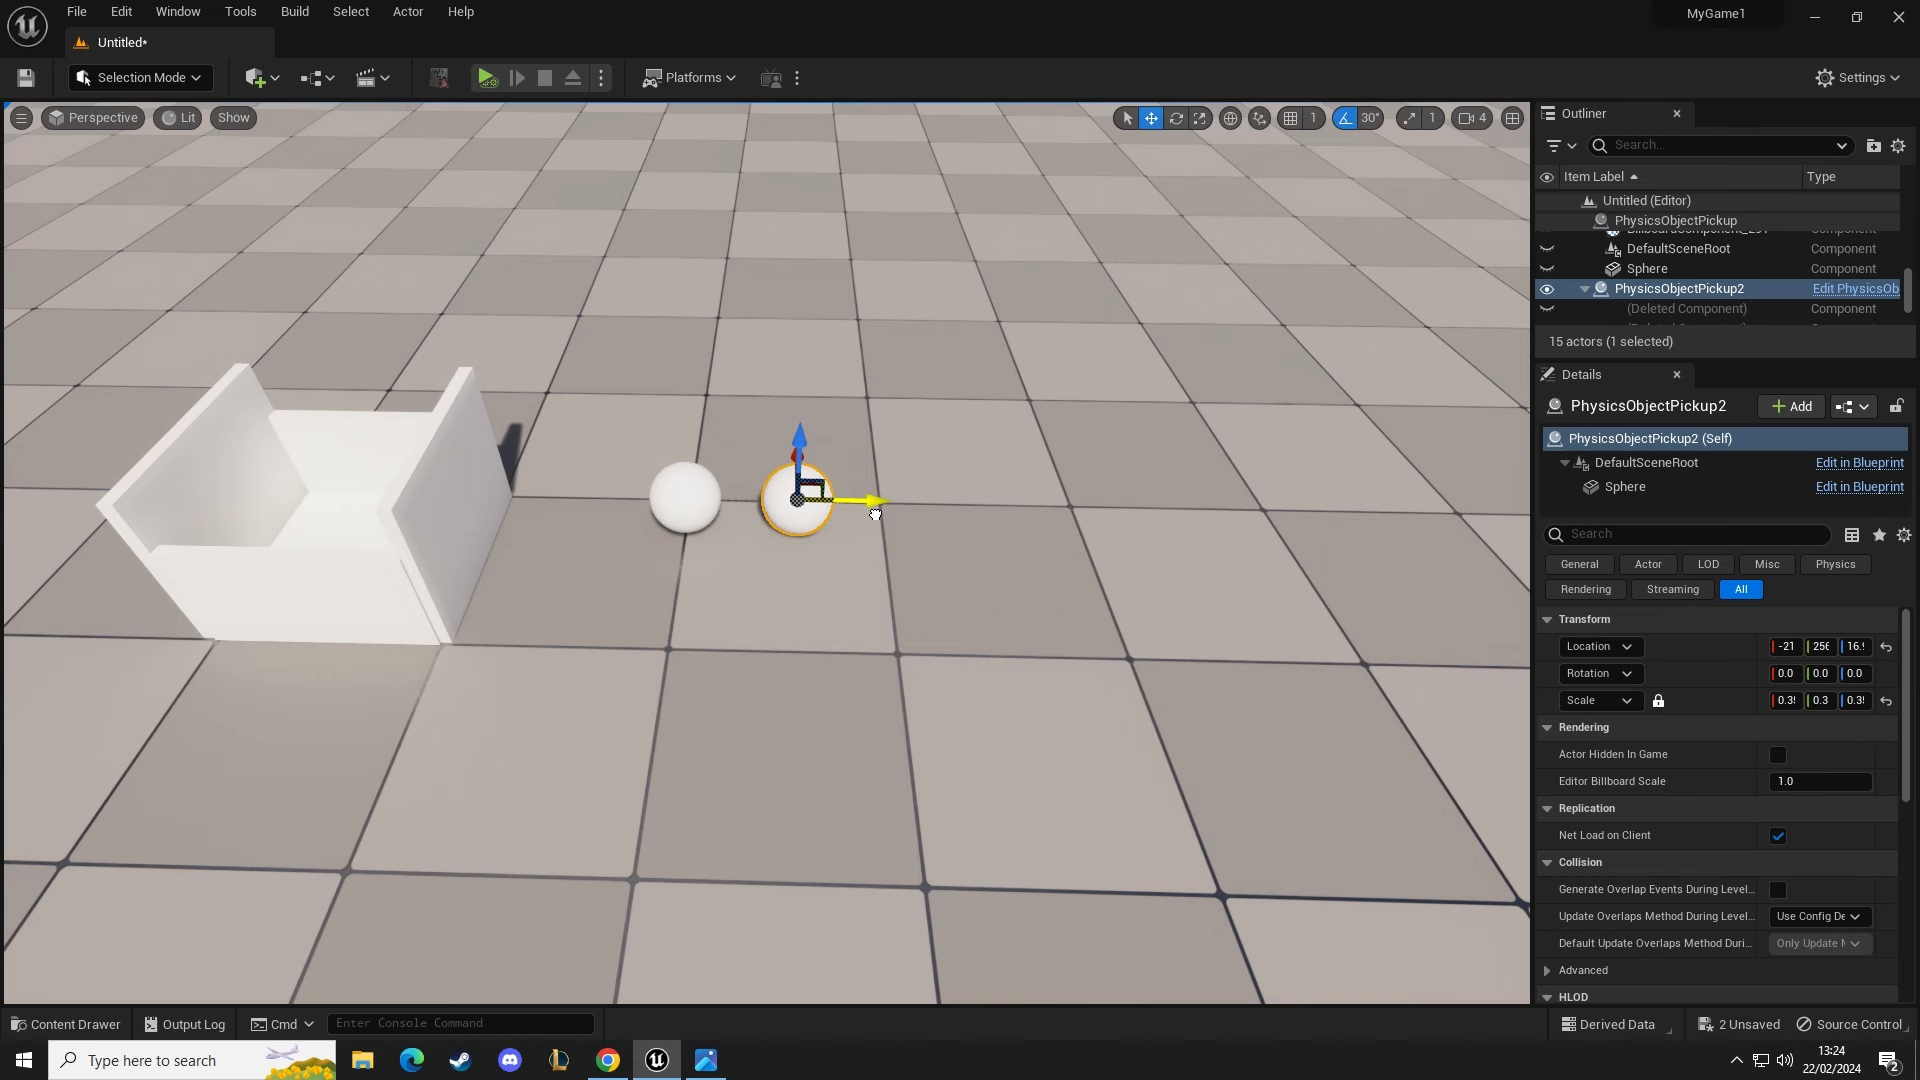 File Edit Window Tools Build Select Actor Help
MyGame1
Untitled*
Selection Mode
Platforms
Settings
Perspective
Lit
Show
1
30°
1
4
Outliner
Search...
Item Label
Type
Untitled (Editor)
PhysicsObjectPickup
DefaultSceneRoot Component
Sphere Component
PhysicsObjectPickup2 Edit PhysicsOb
(Deleted Component) Component
15 actors (1 selected)
Details
PhysicsObjectPickup2
Add
PhysicsObjectPickup2 (Self)
DefaultSceneRoot Edit in Blueprint
Sphere Edit in Blueprint
Search
General Actor LOD Misc Physics
Rendering Streaming All
Transform
Location -21 256 16.
Rotation 0.0 0.0 0.0
Scale 0.3 0.3 0.3
Rendering
Actor Hidden In Game
Editor Billboard Scale 1.0
Replication
Net Load on Client
Collision
Generate Overlap Events During Level...
Update Overlaps Method During Level... Use Config De
Default Update Overlaps Method Duri... Only Update
Advanced
HLOD
Content Drawer
Output Log
Cmd
Enter Console Command
Derived Data
2 Unsaved
Source Control
Type here to search
13:24
22/02/2024
2